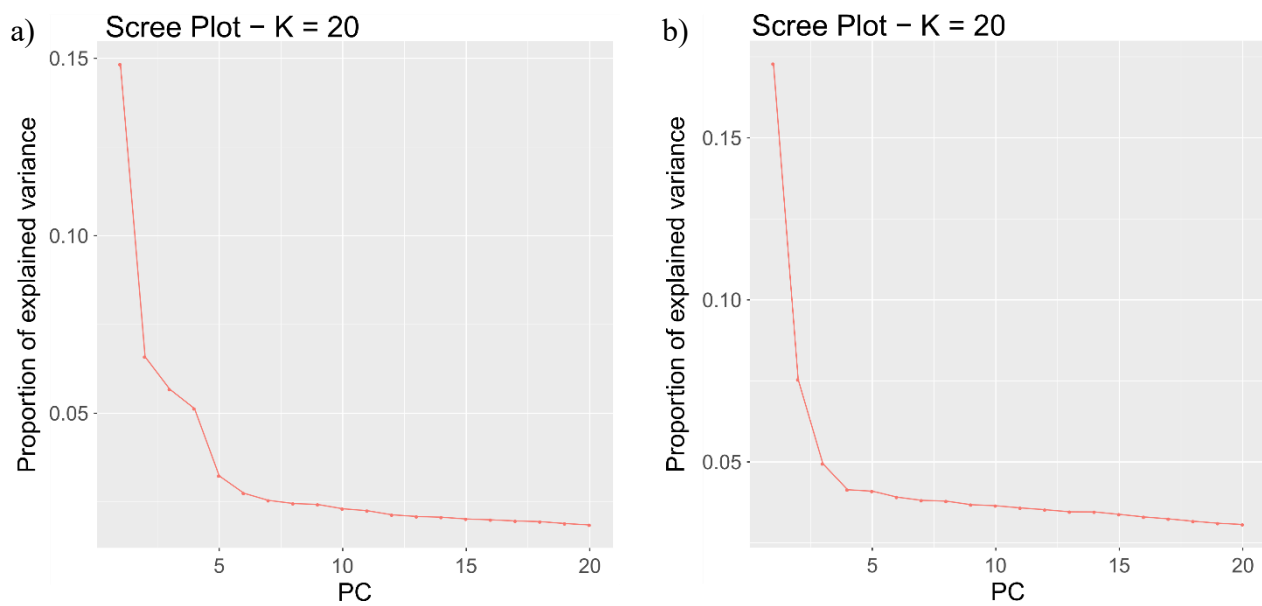 a)
Scree Plot − K = 20
Proportion of explained variance
0.15
0.10
0.05
5 10 15 20
PC
b)
Scree Plot − K = 20
Proportion of explained variance
0.15
0.10
0.05
5 10 15 20
PC